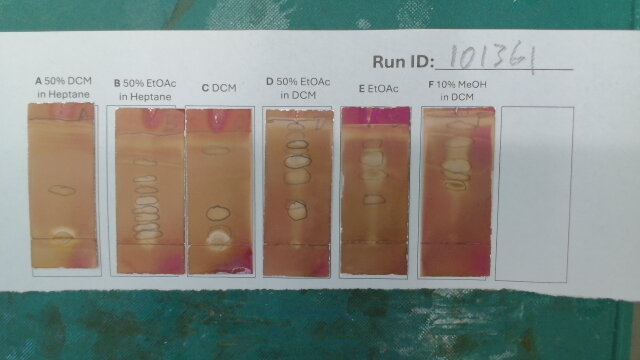 Run ID: 101361
A 50% DCM
in Heptane
B 50% EtOAc
in Heptane
C DCM
D 50% EtOAc
in DCM
E EtOAc
F 10% MeOH
in DCM